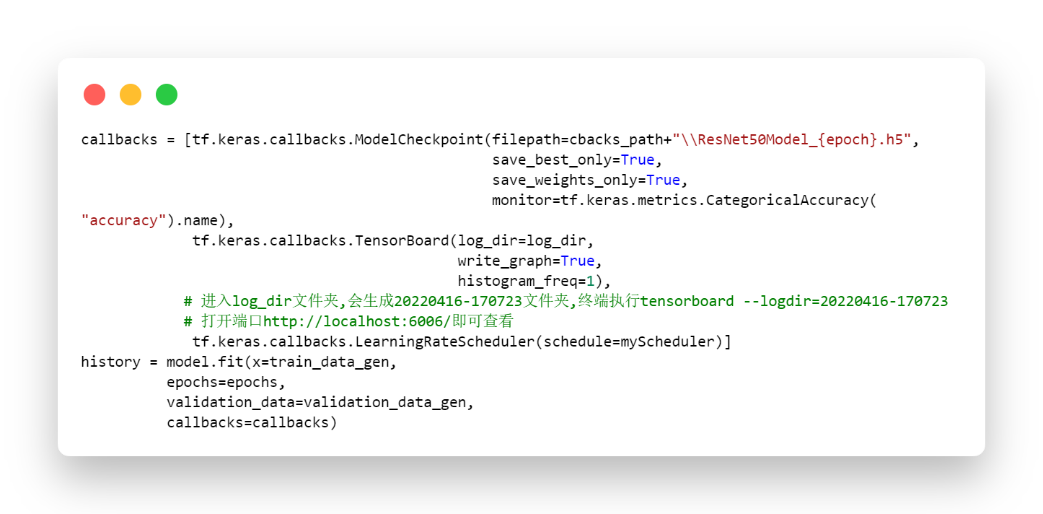 callbacks = [tf.keras.callbacks.ModelCheckpoint(filepath=cbacks_path+"\\ResNet50Model_{epoch}.h5",
save_best_only=True,
save_weights_only=True,
monitor=tf.keras.metrics.CategoricalAccuracy(
"accuracy").name),
tf.keras.callbacks.TensorBoard(log_dir=log_dir,
write_graph=True,
histogram_freq=1),
# 进入log_dir文件夹,会生成20220416-170723文件夹,终端执行tensorboard --logdir=20220416-170723
# 打开端口http://localhost:6006/即可查看
tf.keras.callbacks.LearningRateScheduler(schedule=myScheduler)]
history = model.fit(x=train_data_gen,
epochs=epochs,
validation_data=validation_data_gen,
callbacks=callbacks)